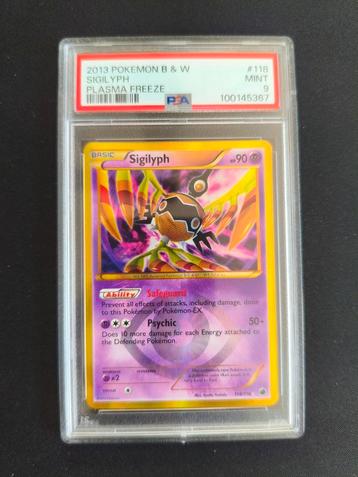 2013 POKEMON B & W #118
SIGILYPH MINT
PLASMA FREEZE 9
PSA 100145367
BASIC
Sigilyph HP90
Ability Safeguard
Prevent all effects of attacks, including damage, done
to this Pokémon by Pokémon-EX.
Psychic 50+
Does 10 more damage for each Energy attached
to the Defending Pokémon.
×2